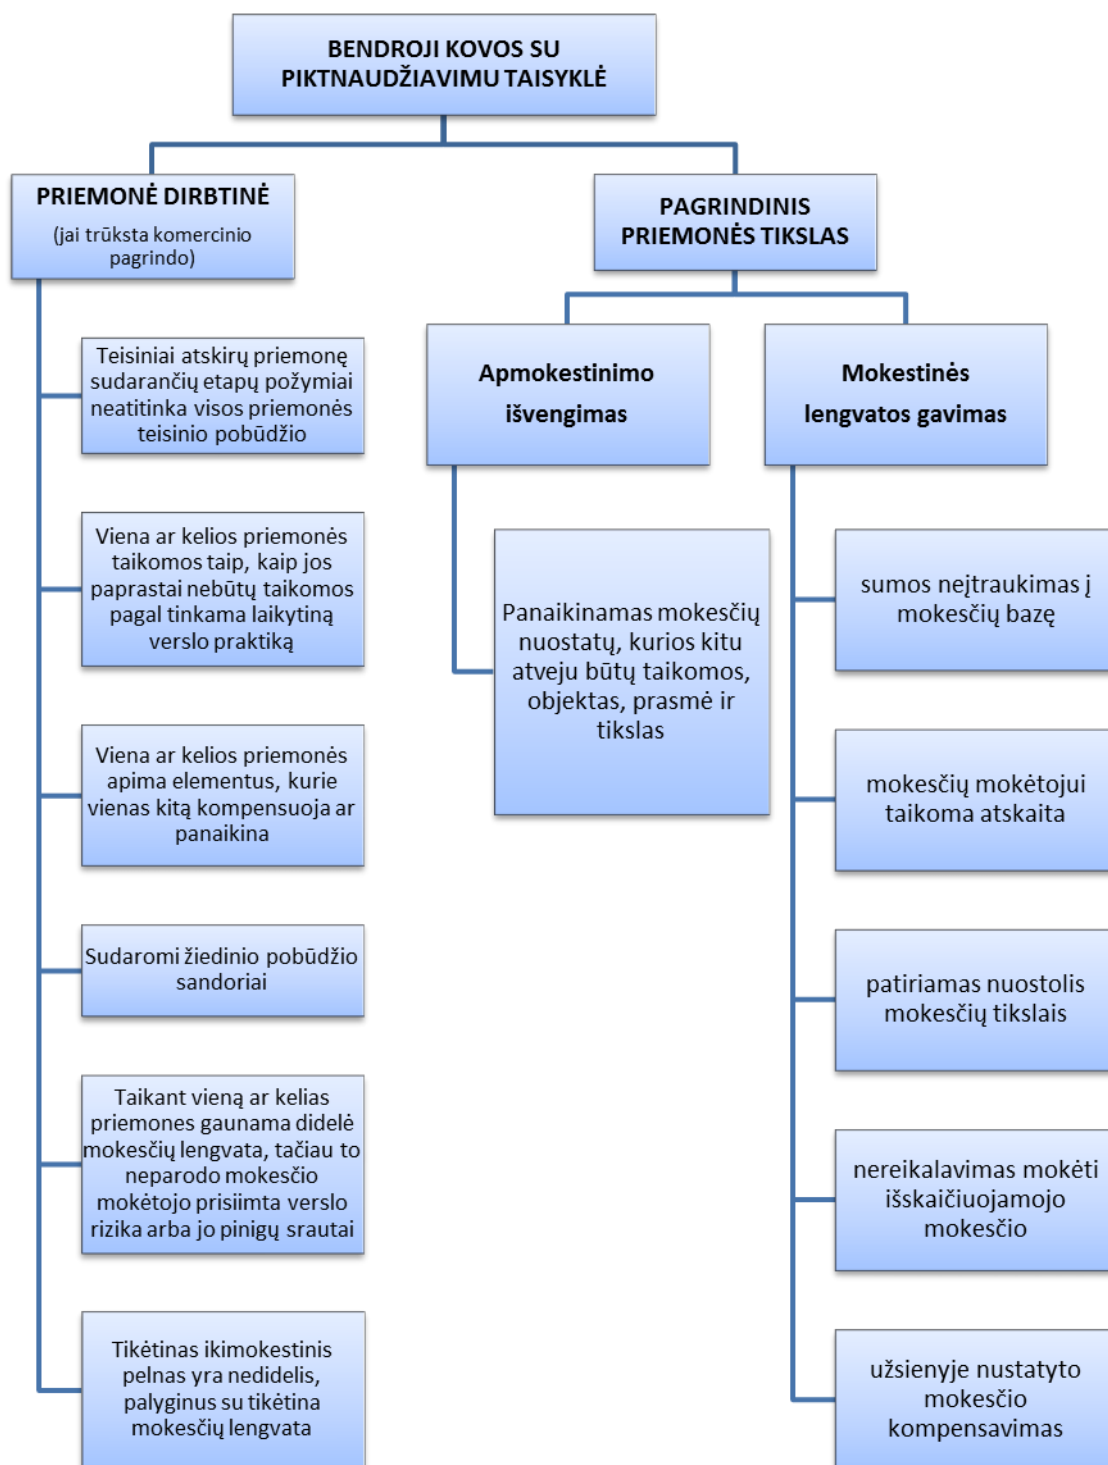 BENDROJI KOVOS SU
PIKTNAUDŽIAVIMU TAISYKLĖ
PRIEMONĖ DIRBTINĖ
(jai trūksta komercinio
pagrindo)
Teisiniai atskirų priemonę
sudarančių etapų požymiai
neatitinka visos priemonės
teisinio pobūdžio
Viena ar kelios priemonės
taikomos taip, kaip jos
paprastai nebūtų taikomos
pagal tinkama laikytiną
verslo praktiką
Viena ar kelios priemonės
apima elementus, kurie
vienas kitą kompensuoja ar
panaikina
Sudaromi žiedinio pobūdžio
sandoriai
Taikant vieną ar kelias
priemones gaunama didelė
mokesčių lengvata, tačiau to
neparodo mokesčio
mokėtojo prisiimta verslo
rizika arba jo pinigų srautai
Tikėtinas ikimokestinis
pelnas yra nedidelis,
palyginus su tikėtina
mokesčių lengvata
PAGRINDINIS
PRIEMONĖS TIKSLAS
Apmokestinimo
išvengimas
Panaikinamas mokesčių
nuostatų, kurios kitu
atveju būtų taikomos,
objektas, prasmė ir
tikslas
Mokestinės
lengvatos gavimas
sumos neįtraukimas į
mokesčių bazę
mokesčių mokėtojui
taikoma atskaita
patiriamas nuostolis
mokesčių tikslais
nereikalavimas mokėti
išskaičiuojamojo
mokesčio
užsienyje nustatyto
mokesčio
kompensavimas